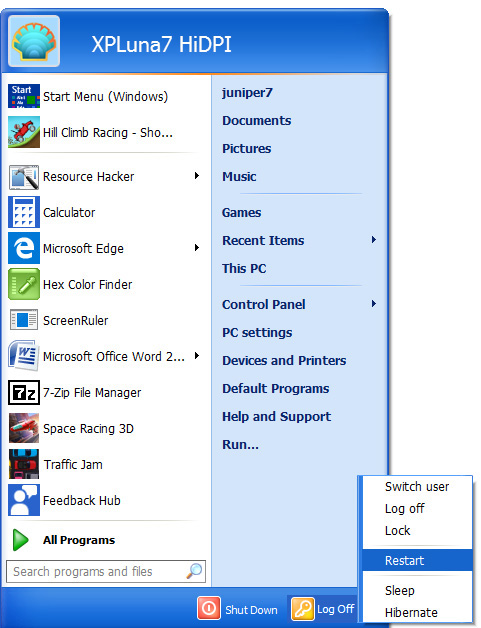 XPLuna7 HiDPI
Start Menu (Windows)
Hill Climb Racing - Sho...
Resource Hacker
Calculator
Microsoft Edge
Hex Color Finder
ScreenRuler
Microsoft Office Word 2...
7-Zip File Manager
Space Racing 3D
Traffic Jam
Feedback Hub
All Programs
Search programs and files
juniper7
Documents
Pictures
Music
Games
Recent Items
This PC
Control Panel
PC settings
Devices and Printers
Default Programs
Help and Support
Run...
Shut Down
Log Off
Switch user
Log off
Lock
Restart
Sleep
Hibernate